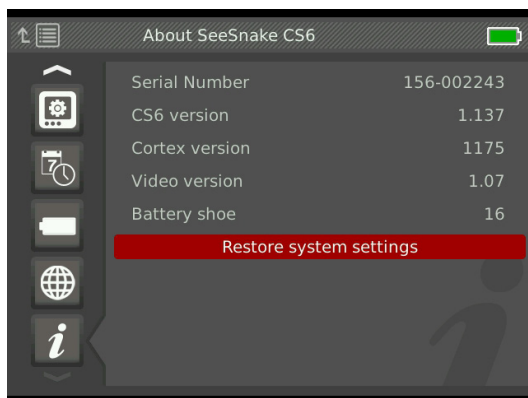 About SeeSnake CS6
Serial Number 156-002243
CS6 version 1.137
7
Cortex version 1175
Video version 1.07
Battery shoe 16
Restore system settings
i